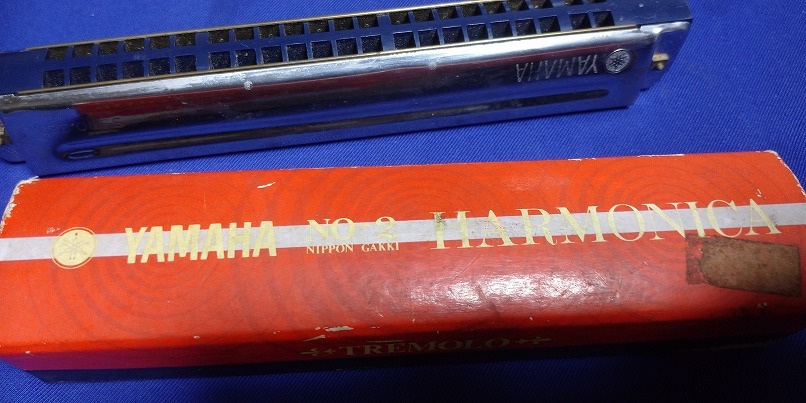 YAMAHA
YAMAHA NO 2 HARMONICA
NIPPON GAKKI
TREMOLO